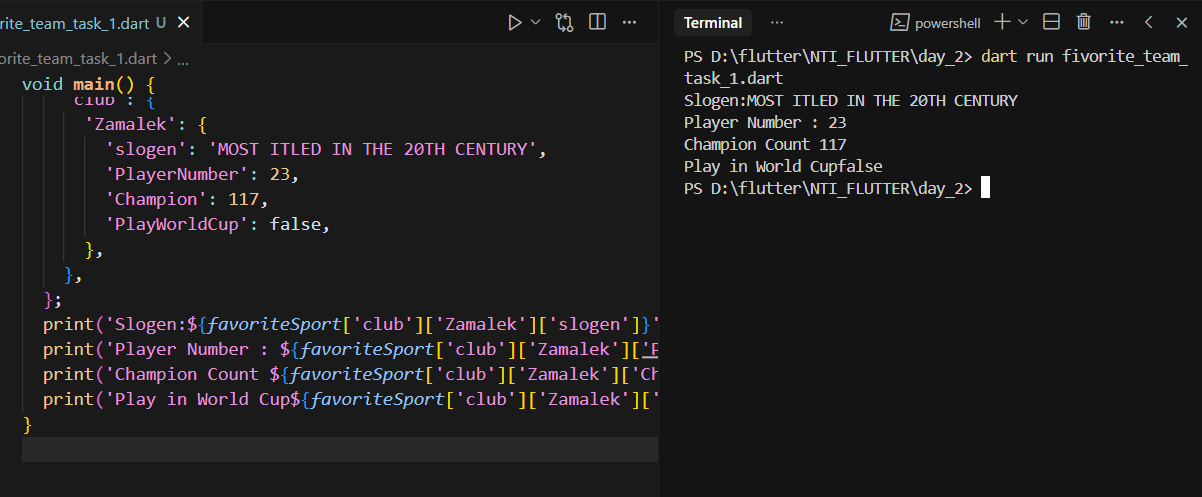 rite_team_task_1.dart U
orite_team_task_1.dart > ...
void main() {
'club': {
'Zamalek': {
'slogen': 'MOST ITLED IN THE 20TH CENTURY',
'PlayerNumber': 23,
'Champion': 117,
'PlayWorldCup': false,
},
},
};
print('Slogen:${favoriteSport['club']['Zamalek']['slogen']}'
print('Player Number : ${favoriteSport['club']['Zamalek']['P
print('Champion Count ${favoriteSport['club']['Zamalek']['Ch
print('Play in World Cup${favoriteSport['club']['Zamalek']['
}
Terminal ... powershell
PS D:\flutter\NTI_FLUTTER\day_2> dart run fivorite_team_
task_1.dart
Slogen:MOST ITLED IN THE 20TH CENTURY
Player Number : 23
Champion Count 117
Play in World Cupfalse
PS D:\flutter\NTI_FLUTTER\day_2>